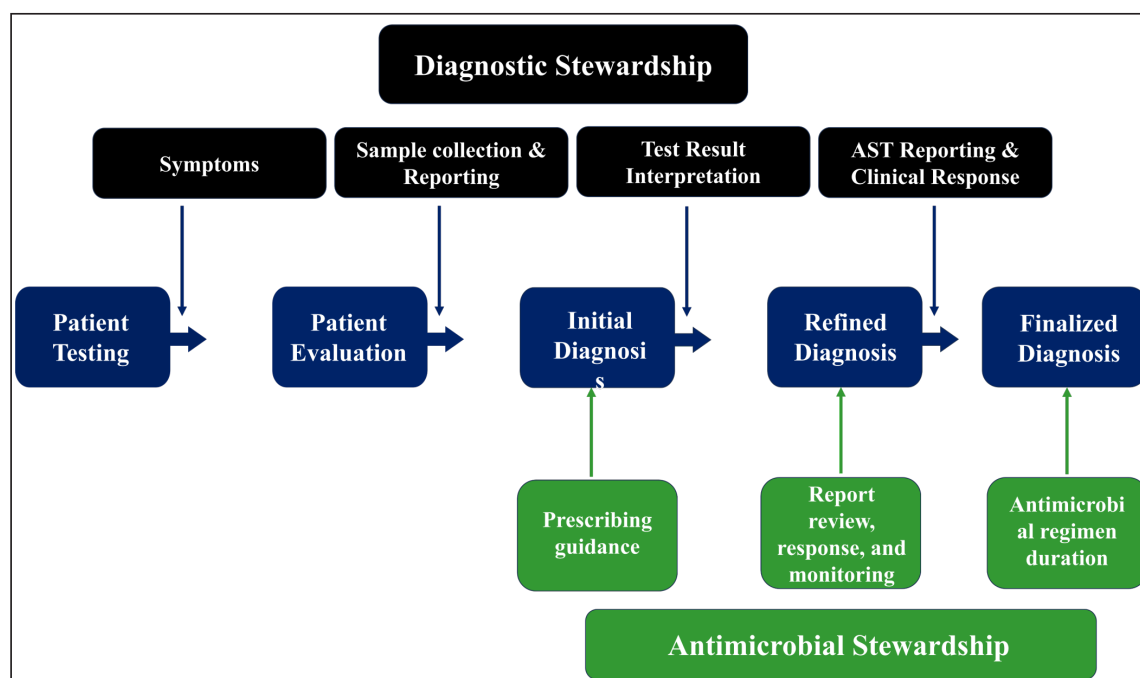 Diagnostic Stewardship
Symptoms
Sample collection &
Reporting
Test Result
Interpretation
AST Reporting &
Clinical Response
Patient
Testing
Patient
Evaluation
Initial
Diagnosi
s
Refined
Diagnosis
Finalized
Diagnosis
Prescribing
guidance
Report
review,
response, and
monitoring
Antimicrobi
al regimen
duration
Antimicrobial Stewardship